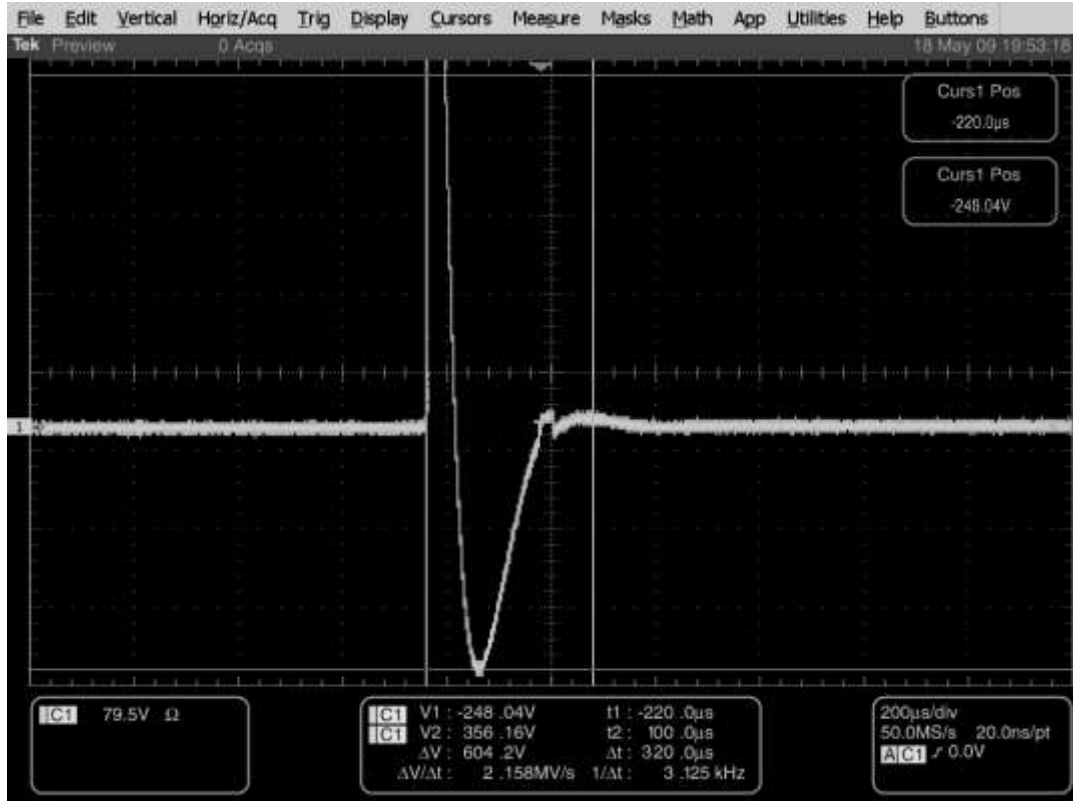 File Edit Vertical Horiz/Acq Trig Display Cursors Measure Masks Math App Utilities Help Buttons
Tek Preview 0 Acqs 18 May 09 19:53:18
Curs1 Pos
-220.0µs
Curs1 Pos
-248.04V
1
C1 79.5V Ω
C1 V1 : -248 .04V t1 : -220 .0µs
C1 V2 : 356 .16V t2 : 100 .0µs
ΔV : 604 .2V Δt : 320 .0µs
ΔV/Δt : 2 .158MV/s 1/Δt : 3 .125 kHz
200µs/div
50.0MS/s 20.0ns/pt
A C1 ∫ 0.0V